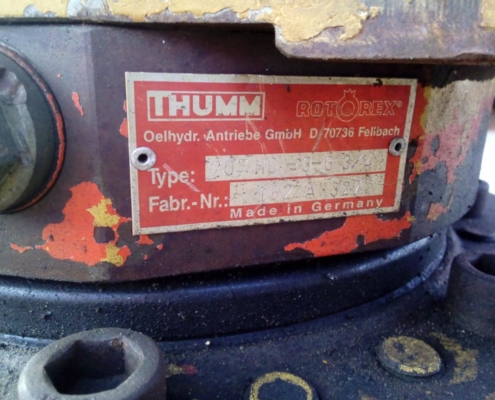 THUMM ROTOREX®
Oelhydr. Antriebe GmbH D-70736 Fellbach
Type:
Fabr.-Nr.:
Made in Germany